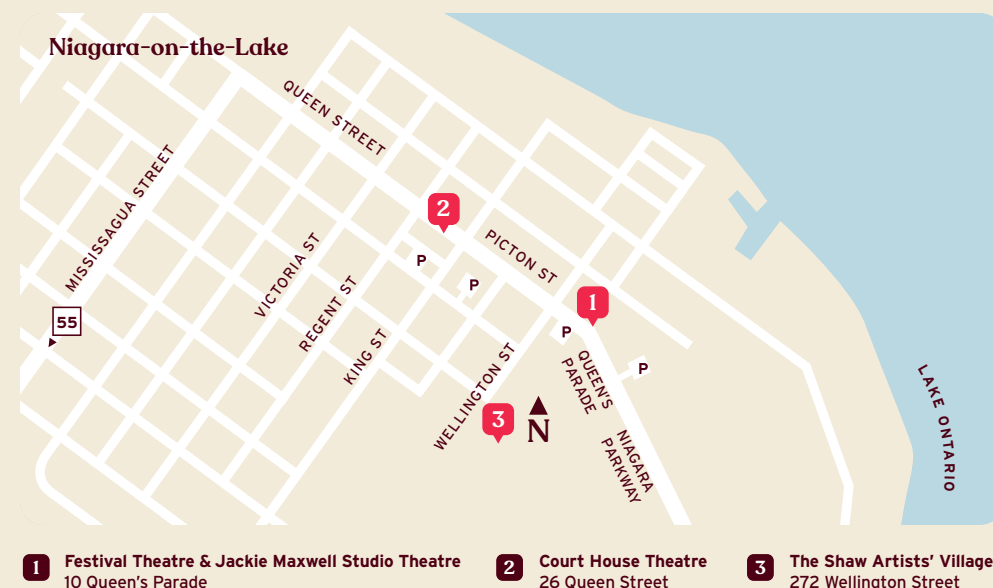 Niagara-on-the-Lake
QUEEN STREET
MISSISSAGUA STREET
2
PICTON ST
VICTORIA ST
P
REGENT ST
P
1
55
P
KING ST
WELLINGTON ST
QUEEN'S
PARADE
P
LAKE ONTARIO
3
N
NIAGARA
PARKWAY
1 Festival Theatre & Jackie Maxwell Studio Theatre
10 Queen's Parade
2 Court House Theatre
26 Queen Street
3 The Shaw Artists' Village
272 Wellington Street